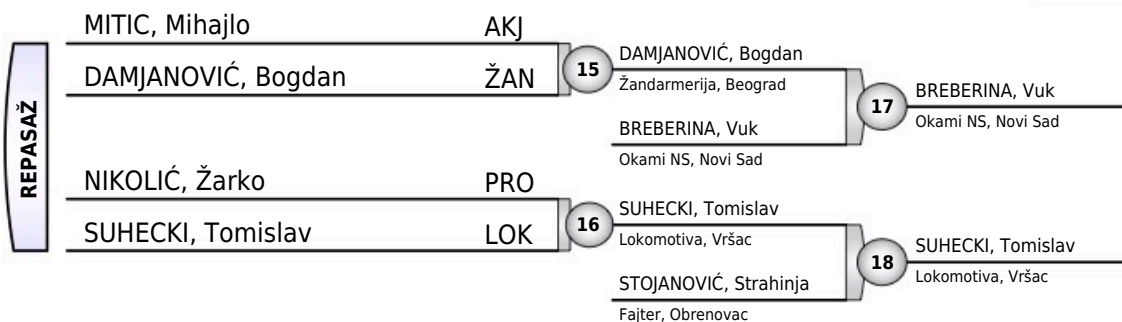 REPASAŽ
MITIC, Mihajlo AKJ
DAMJANOVIĆ, Bogdan ŽAN
15
DAMJANOVIĆ, Bogdan
Žandarmerija, Beograd
BREBERINA, Vuk
Okami NS, Novi Sad
17
BREBERINA, Vuk
Okami NS, Novi Sad
NIKOLIĆ, Žarko PRO
SUHECKI, Tomislav LOK
16
SUHECKI, Tomislav
Lokomotiva, Vršac
STOJANOVIĆ, Strahinja
Fajter, Obrenovac
18
SUHECKI, Tomislav
Lokomotiva, Vršac